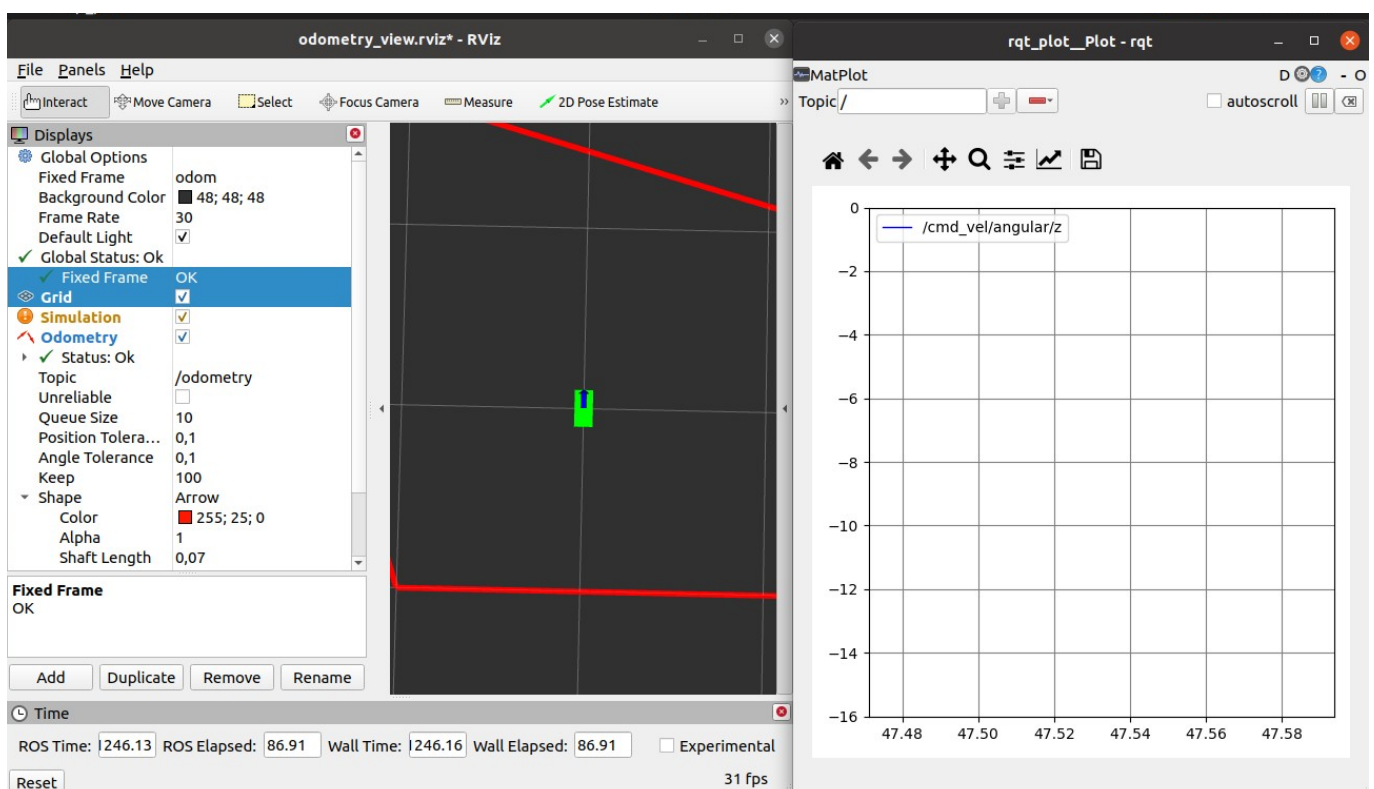 odometry_view.rviz* - RViz
File Panels Help
Interact Move Camera Select Focus Camera Measure 2D Pose Estimate »
Displays
Global Options
Fixed Frame odom
Background Color 48; 48; 48
Frame Rate 30
Default Light ✓
✓ Global Status: Ok
✓ Fixed Frame OK
Grid ✓
Simulation ✓
Odometry ✓
✓ Status: Ok
Topic /odometry
Unreliable
Queue Size 10
Position Tolera... 0,1
Angle Tolerance 0,1
Keep 100
Shape Arrow
Color 255; 25; 0
Alpha 1
Shaft Length 0,07
Fixed Frame
OK
Add Duplicate Remove Rename
Time
ROS Time: 246.13 ROS Elapsed: 86.91 Wall Time: 246.16 Wall Elapsed: 86.91 Experimental
Reset 31 fps
rqt_plot__Plot - rqt
MatPlot D ? - O
Topic / autoscroll
/cmd_vel/angular/z
0
−2
−4
−6
−8
−10
−12
−14
−16
47.48 47.50 47.52 47.54 47.56 47.58